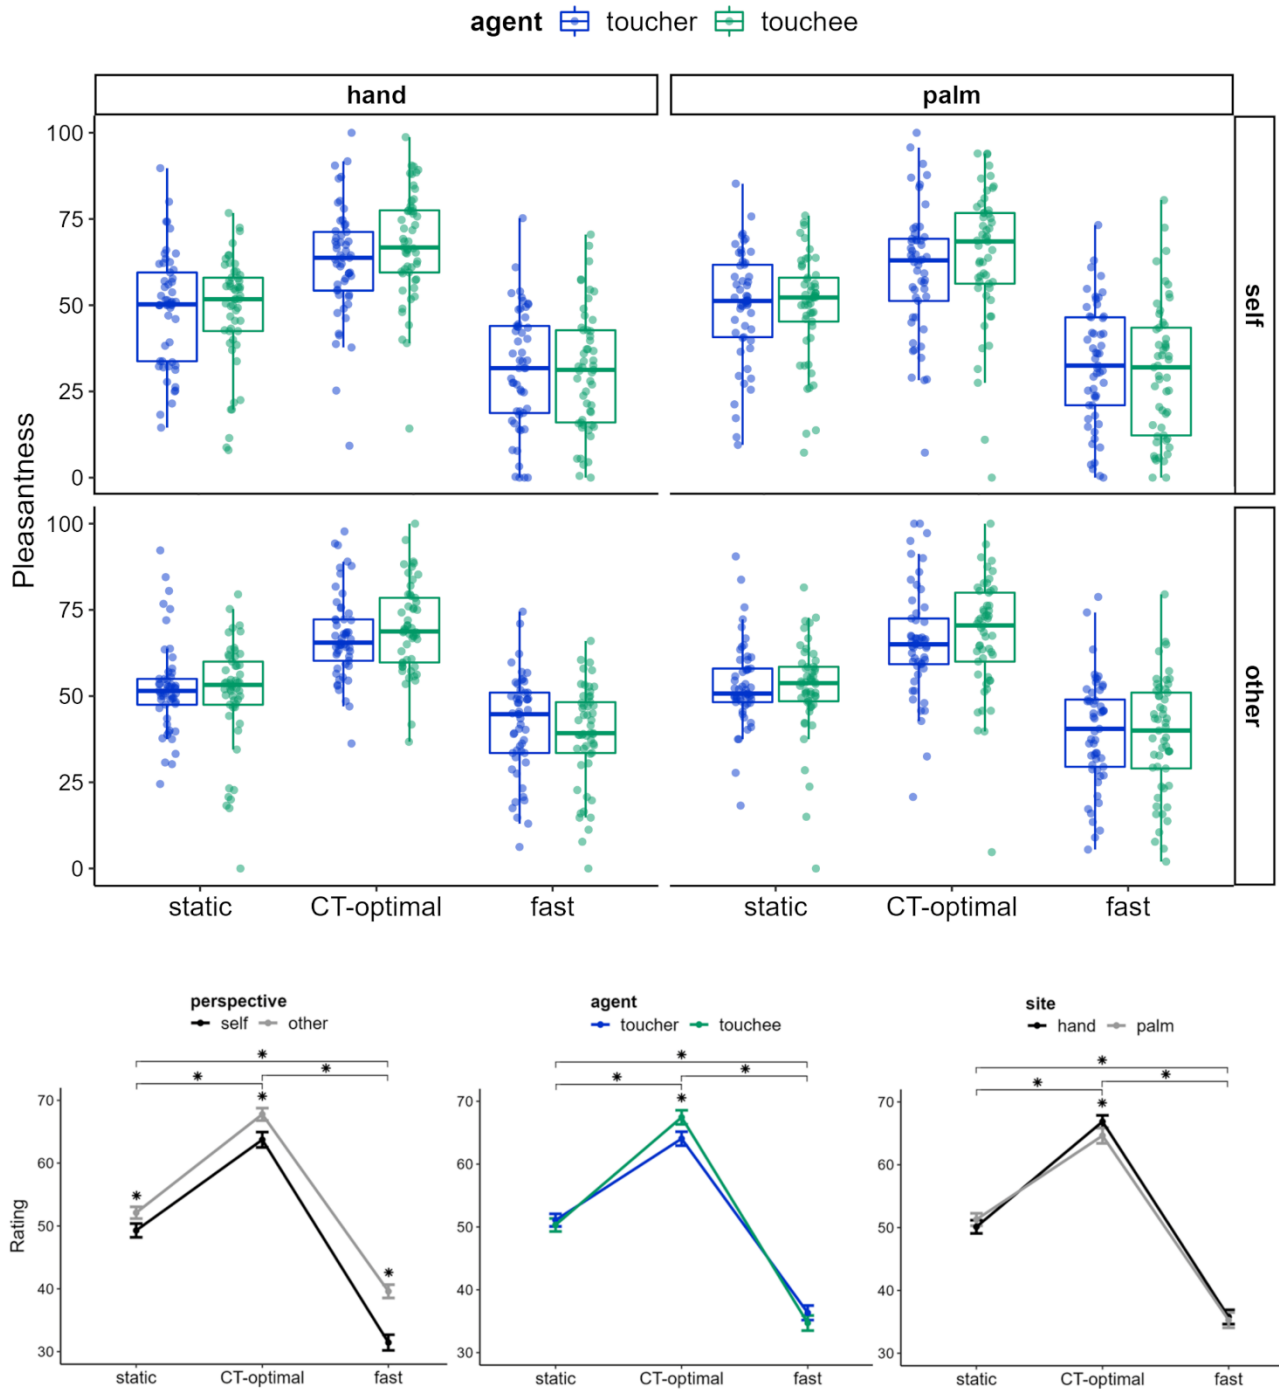 agent toucher touchee
hand palm
100
75
50
25
0
self
Pleasantness
100
75
50
25
0
other
static CT-optimal fast static CT-optimal fast
perspective
self other
agent
toucher touchee
site
hand palm
* * *
* * * * * *
* * *
70 70 70
60 60 60
*
50 50 50
Rating
*
40 40 40
30 30 30
static CT-optimal fast static CT-optimal fast static CT-optimal fast